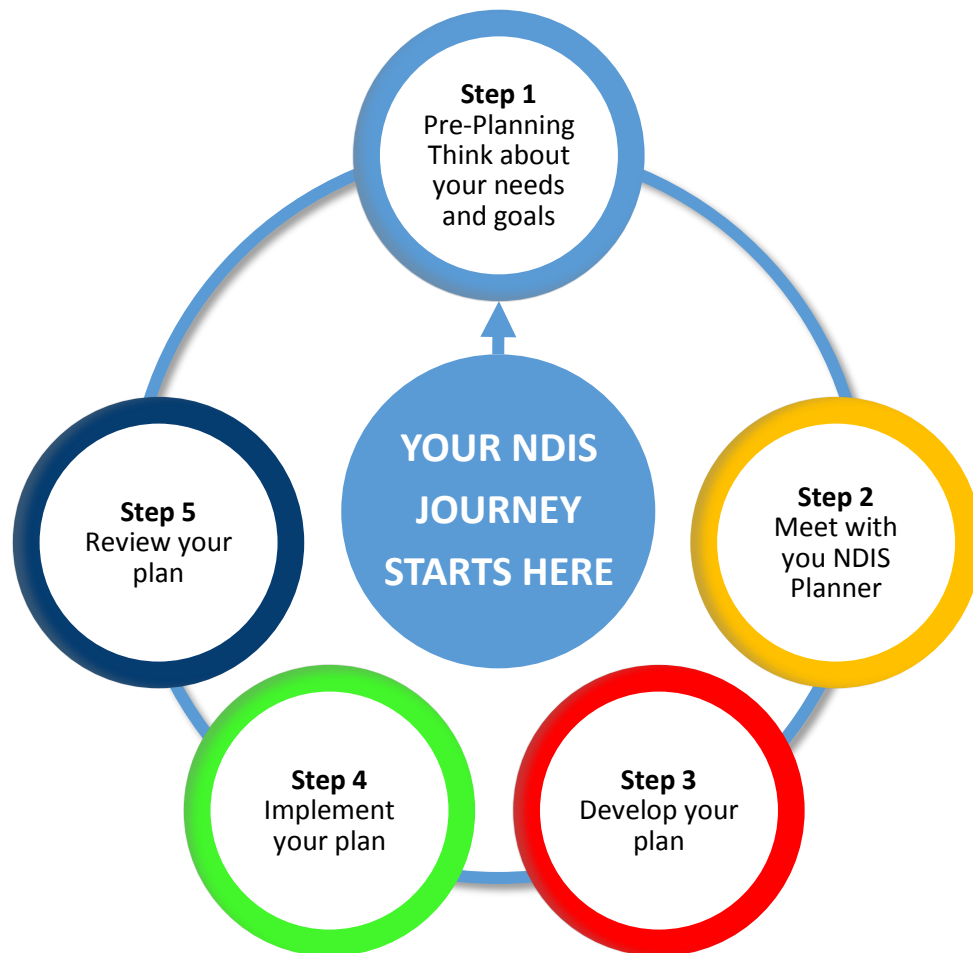 Step 1
Pre-Planning
Think about
your needs
and goals
YOUR NDIS
JOURNEY
STARTS HERE
Step 2
Meet with
you NDIS
Planner
Step 3
Develop your
plan
Step 4
Implement
your plan
Step 5
Review your
plan